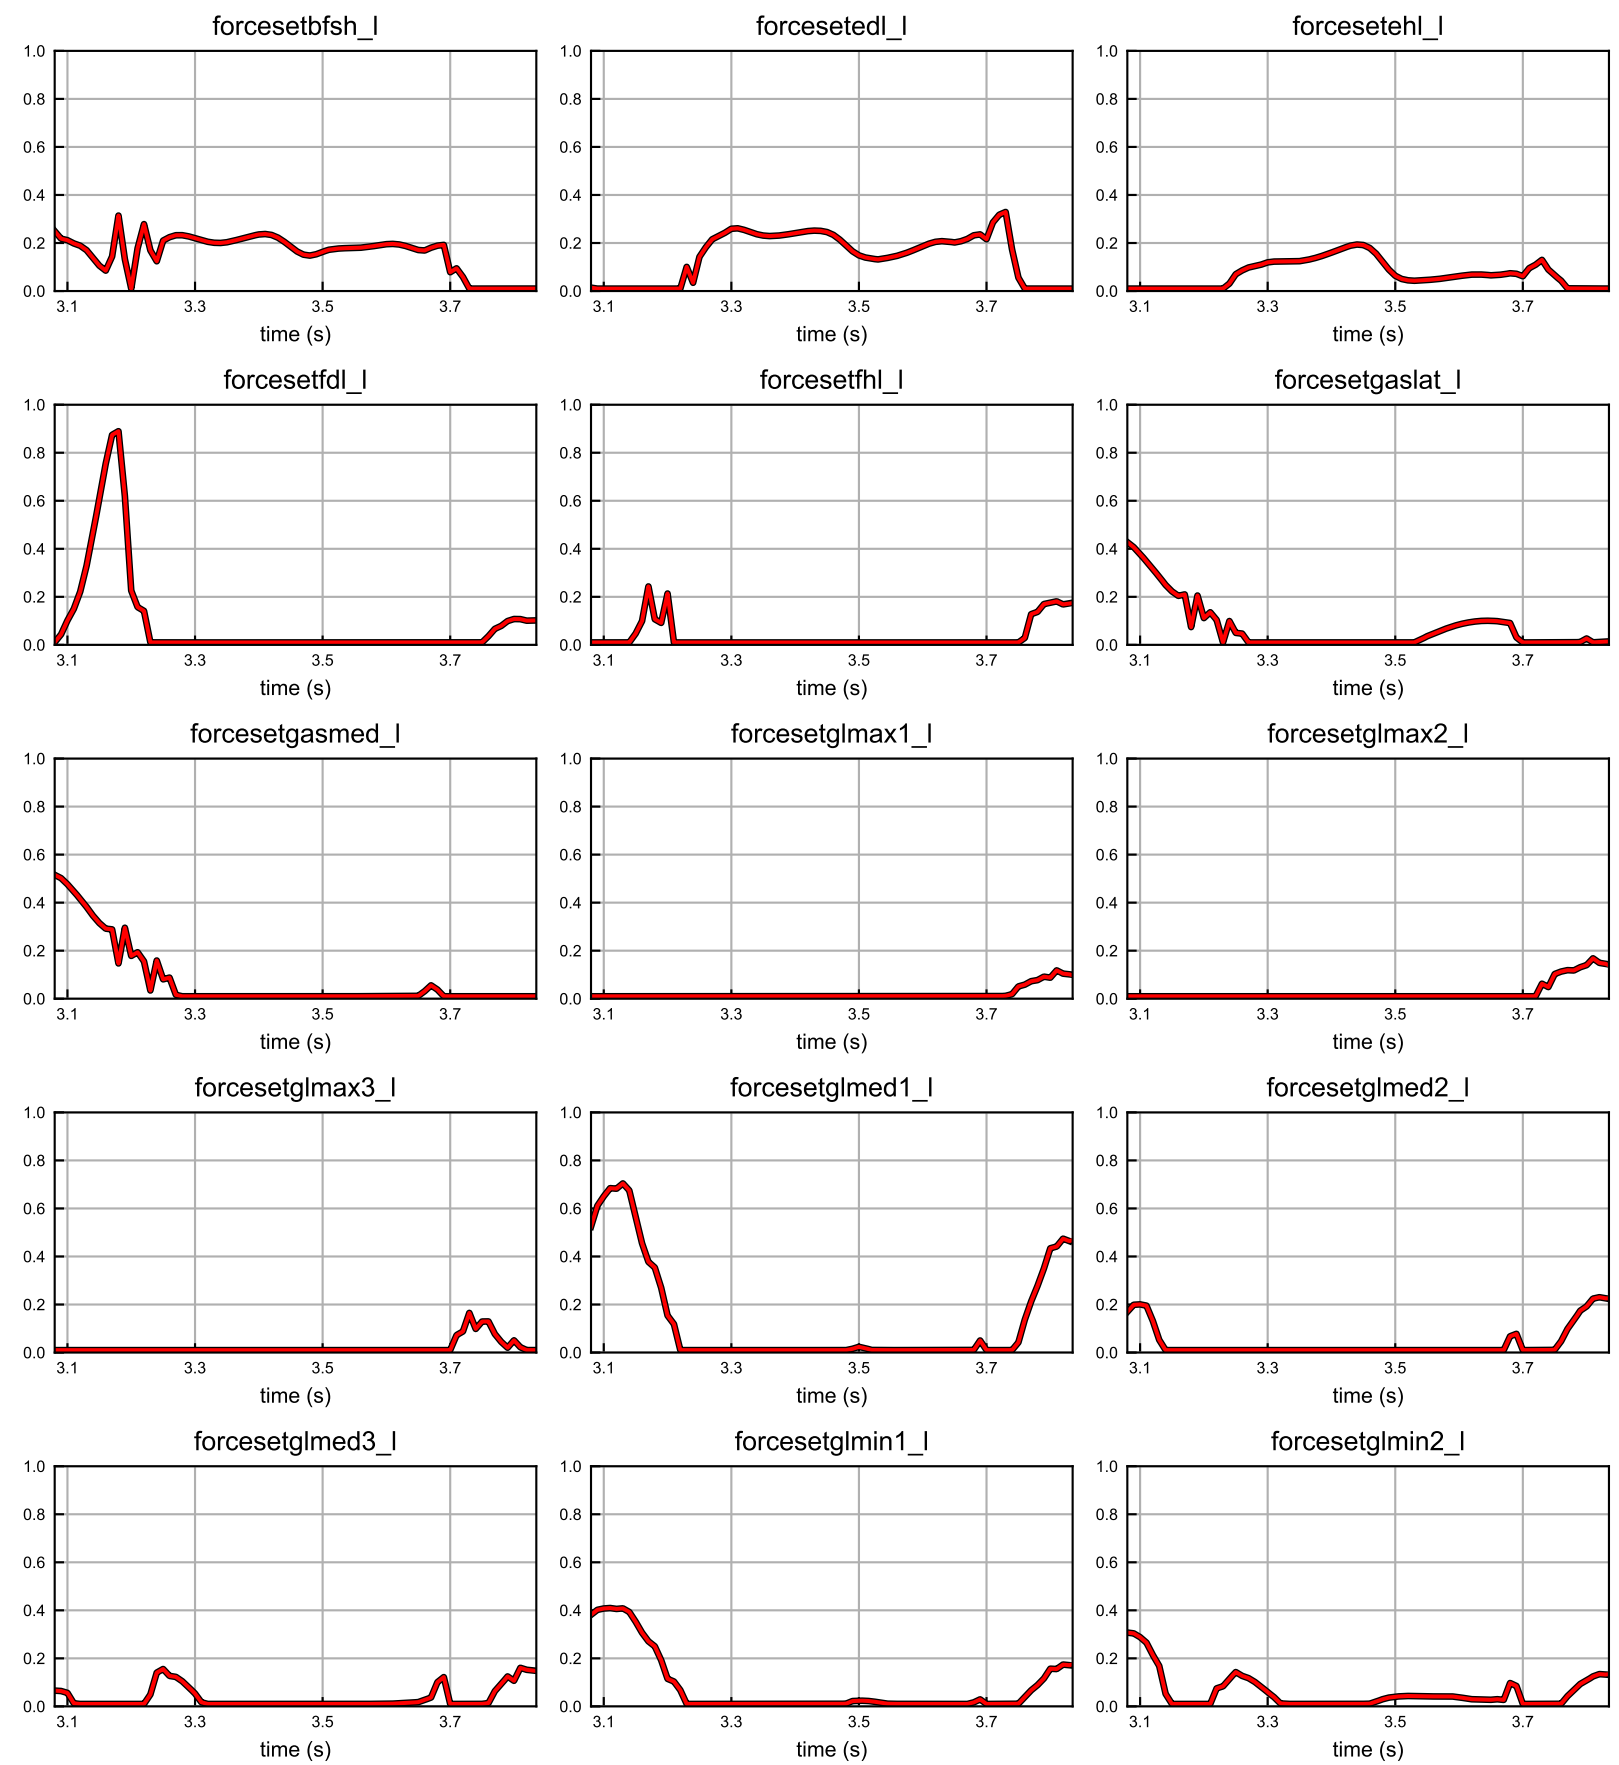 forcesetbfsh_l
forcesetedl_l
forcesetehl_l
1.0
0.8
0.6
0.4
0.2
0.0
3.1 3.3 3.5 3.7
time (s)
1.0
0.8
0.6
0.4
0.2
0.0
3.1 3.3 3.5 3.7
time (s)
1.0
0.8
0.6
0.4
0.2
0.0
3.1 3.3 3.5 3.7
time (s)
forcesetfdl_l
forcesetfhl_l
forcesetgaslat_l
1.0
0.8
0.6
0.4
0.2
0.0
3.1 3.3 3.5 3.7
time (s)
1.0
0.8
0.6
0.4
0.2
0.0
3.1 3.3 3.5 3.7
time (s)
1.0
0.8
0.6
0.4
0.2
0.0
3.1 3.3 3.5 3.7
time (s)
forcesetgasmed_l
forcesetglmax1_l
forcesetglmax2_l
1.0
0.8
0.6
0.4
0.2
0.0
3.1 3.3 3.5 3.7
time (s)
1.0
0.8
0.6
0.4
0.2
0.0
3.1 3.3 3.5 3.7
time (s)
1.0
0.8
0.6
0.4
0.2
0.0
3.1 3.3 3.5 3.7
time (s)
forcesetglmax3_l
forcesetglmed1_l
forcesetglmed2_l
1.0
0.8
0.6
0.4
0.2
0.0
3.1 3.3 3.5 3.7
time (s)
1.0
0.8
0.6
0.4
0.2
0.0
3.1 3.3 3.5 3.7
time (s)
1.0
0.8
0.6
0.4
0.2
0.0
3.1 3.3 3.5 3.7
time (s)
forcesetglmed3_l
forcesetglmin1_l
forcesetglmin2_l
1.0
0.8
0.6
0.4
0.2
0.0
3.1 3.3 3.5 3.7
time (s)
1.0
0.8
0.6
0.4
0.2
0.0
3.1 3.3 3.5 3.7
time (s)
1.0
0.8
0.6
0.4
0.2
0.0
3.1 3.3 3.5 3.7
time (s)